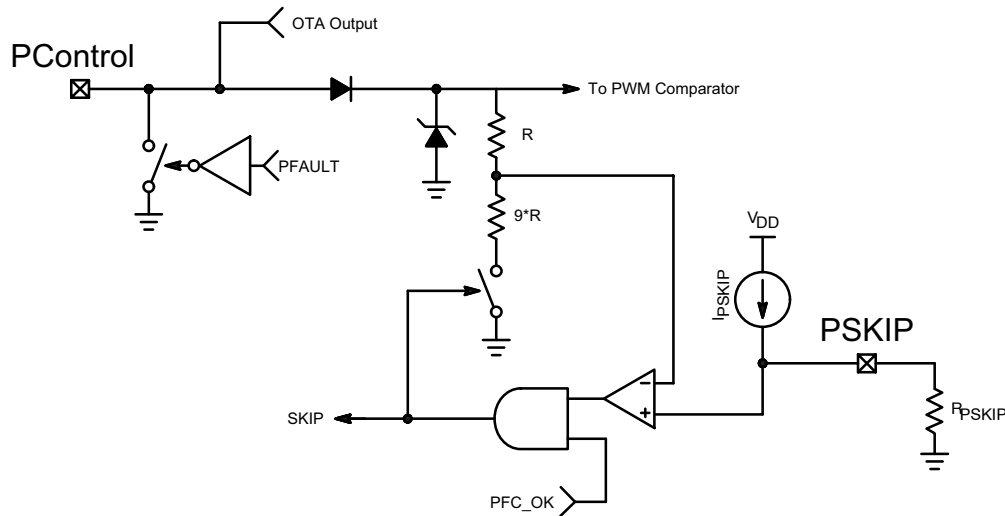 OTA Output
PControl
To PWM Comparator
R
PFAULT
9*R
VDD
IPSKIP
PSKIP
RPSKIP
SKIP
PFC_OK